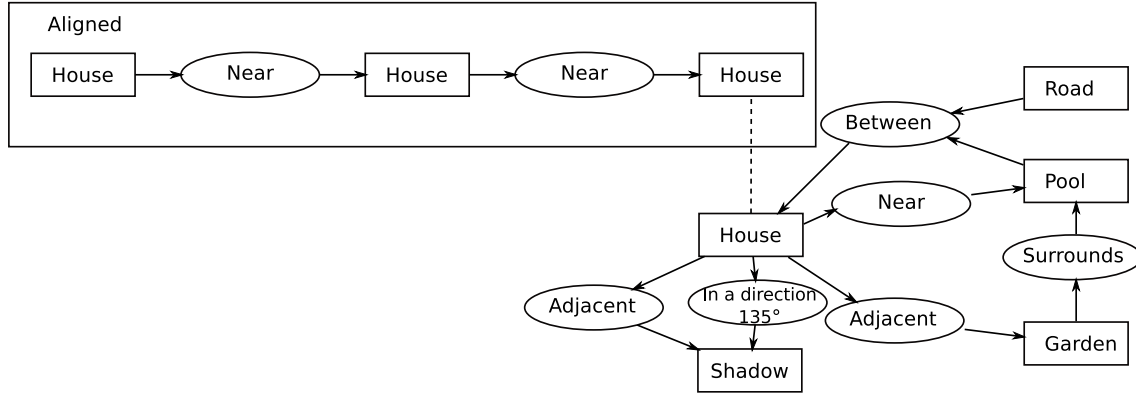 Aligned
House
Near
House
Near
House
Road
Between
Pool
Near
House
Surrounds
In a direction
135°
Adjacent
Adjacent
Garden
Shadow